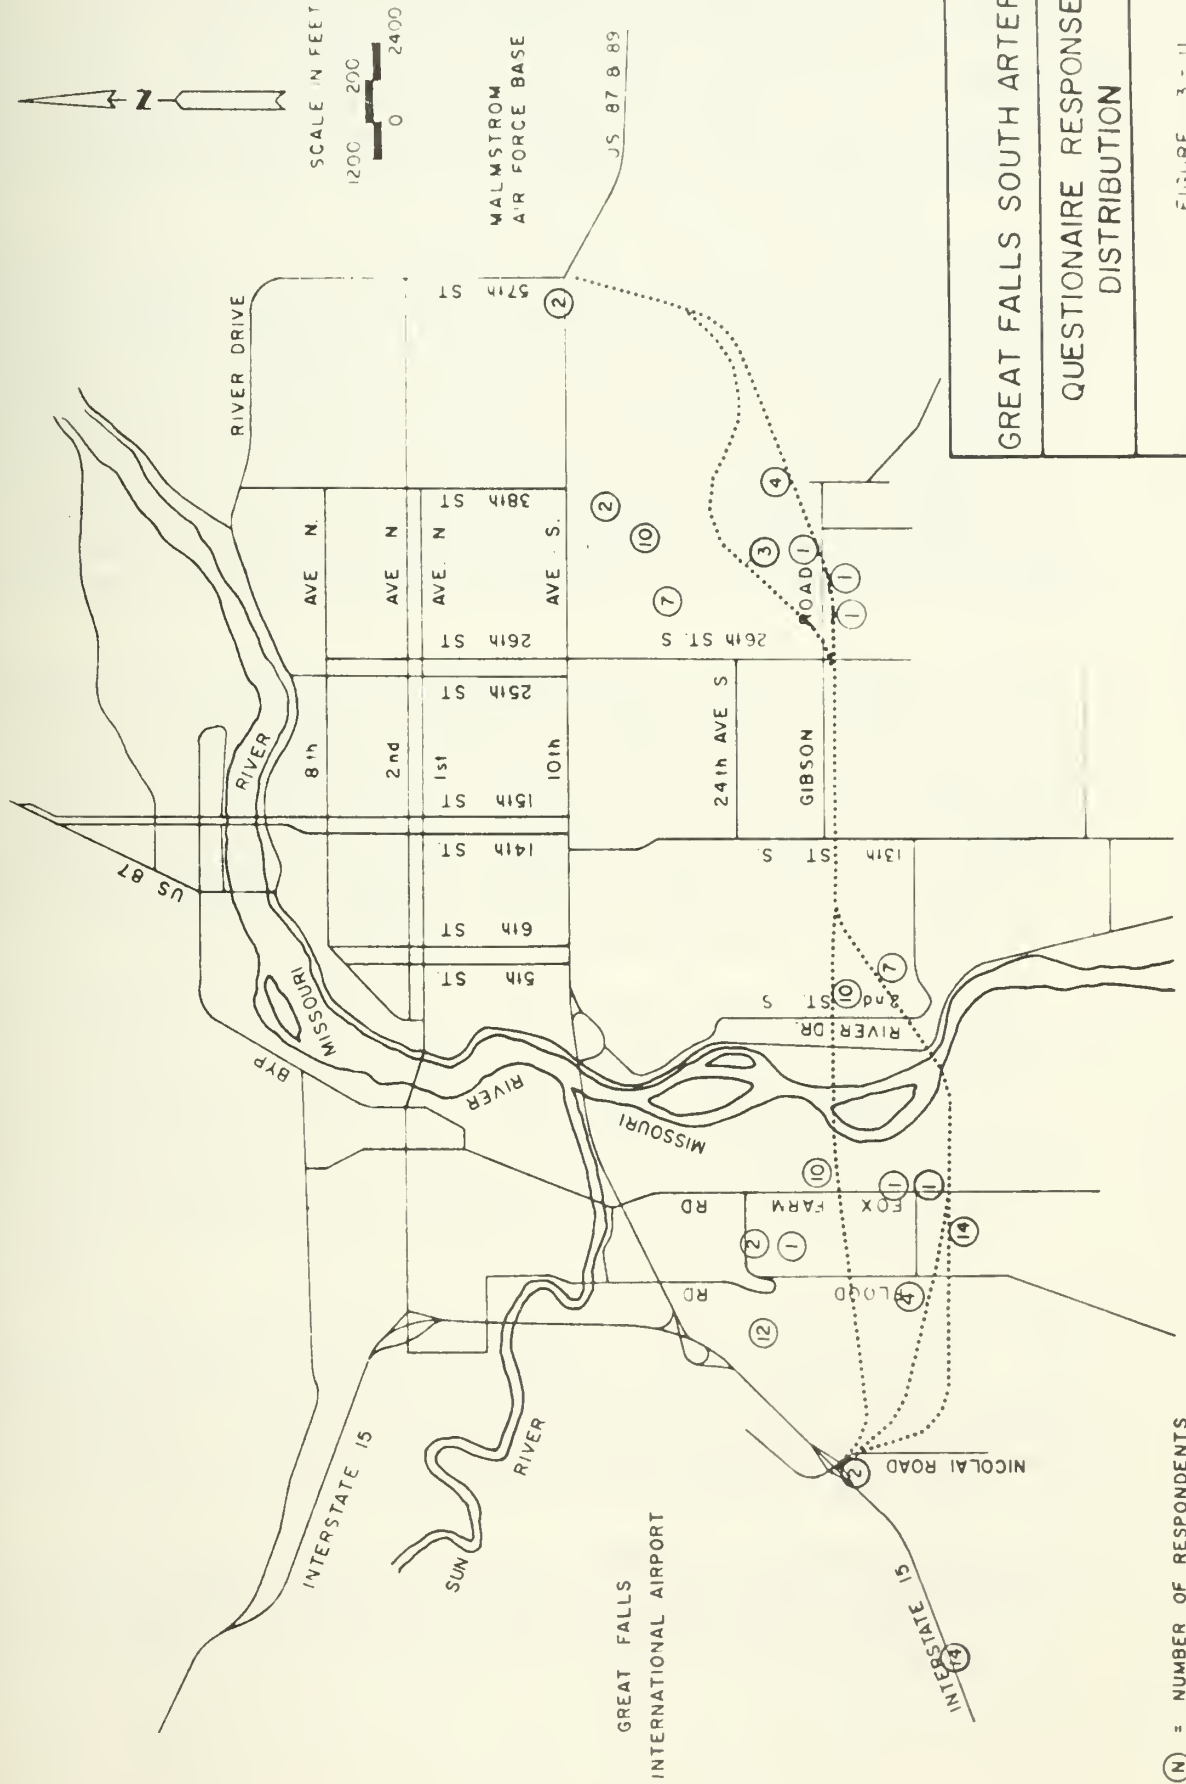 SCALE IN FEET
1200 200
0 2400
MALMSTROM
AIR FORCE BASE
US 87 & 89
RIVER DRIVE
57th ST
2
38th ST
8th AVE N.
2nd AVE N
1st AVE. N
10th AVE. S.
26th ST
25th ST
15th ST
14th ST.
6th ST
5th ST.
26th ST. S
24th AVE S
GIBSON ROAD
13th ST S
2nd ST. S
RIVER DR.
2
10
7
4
3
1
1
1
7
10
US 87
BYP
MISSOURI RIVER
RIVER
MISSOURI
FOX FARM RD
FLOOD RD
10
1
11
2
1
14
4
12
INTERSTATE 15
SUN RIVER
NICOLAI ROAD
2
GREAT FALLS
INTERNATIONAL AIRPORT
INTERSTATE 15
14
N = NUMBER OF RESPONDENTS
GREAT FALLS SOUTH ARTER
QUESTIONAIRE RESPONSE
DISTRIBUTION
FIGURE 3-11
N